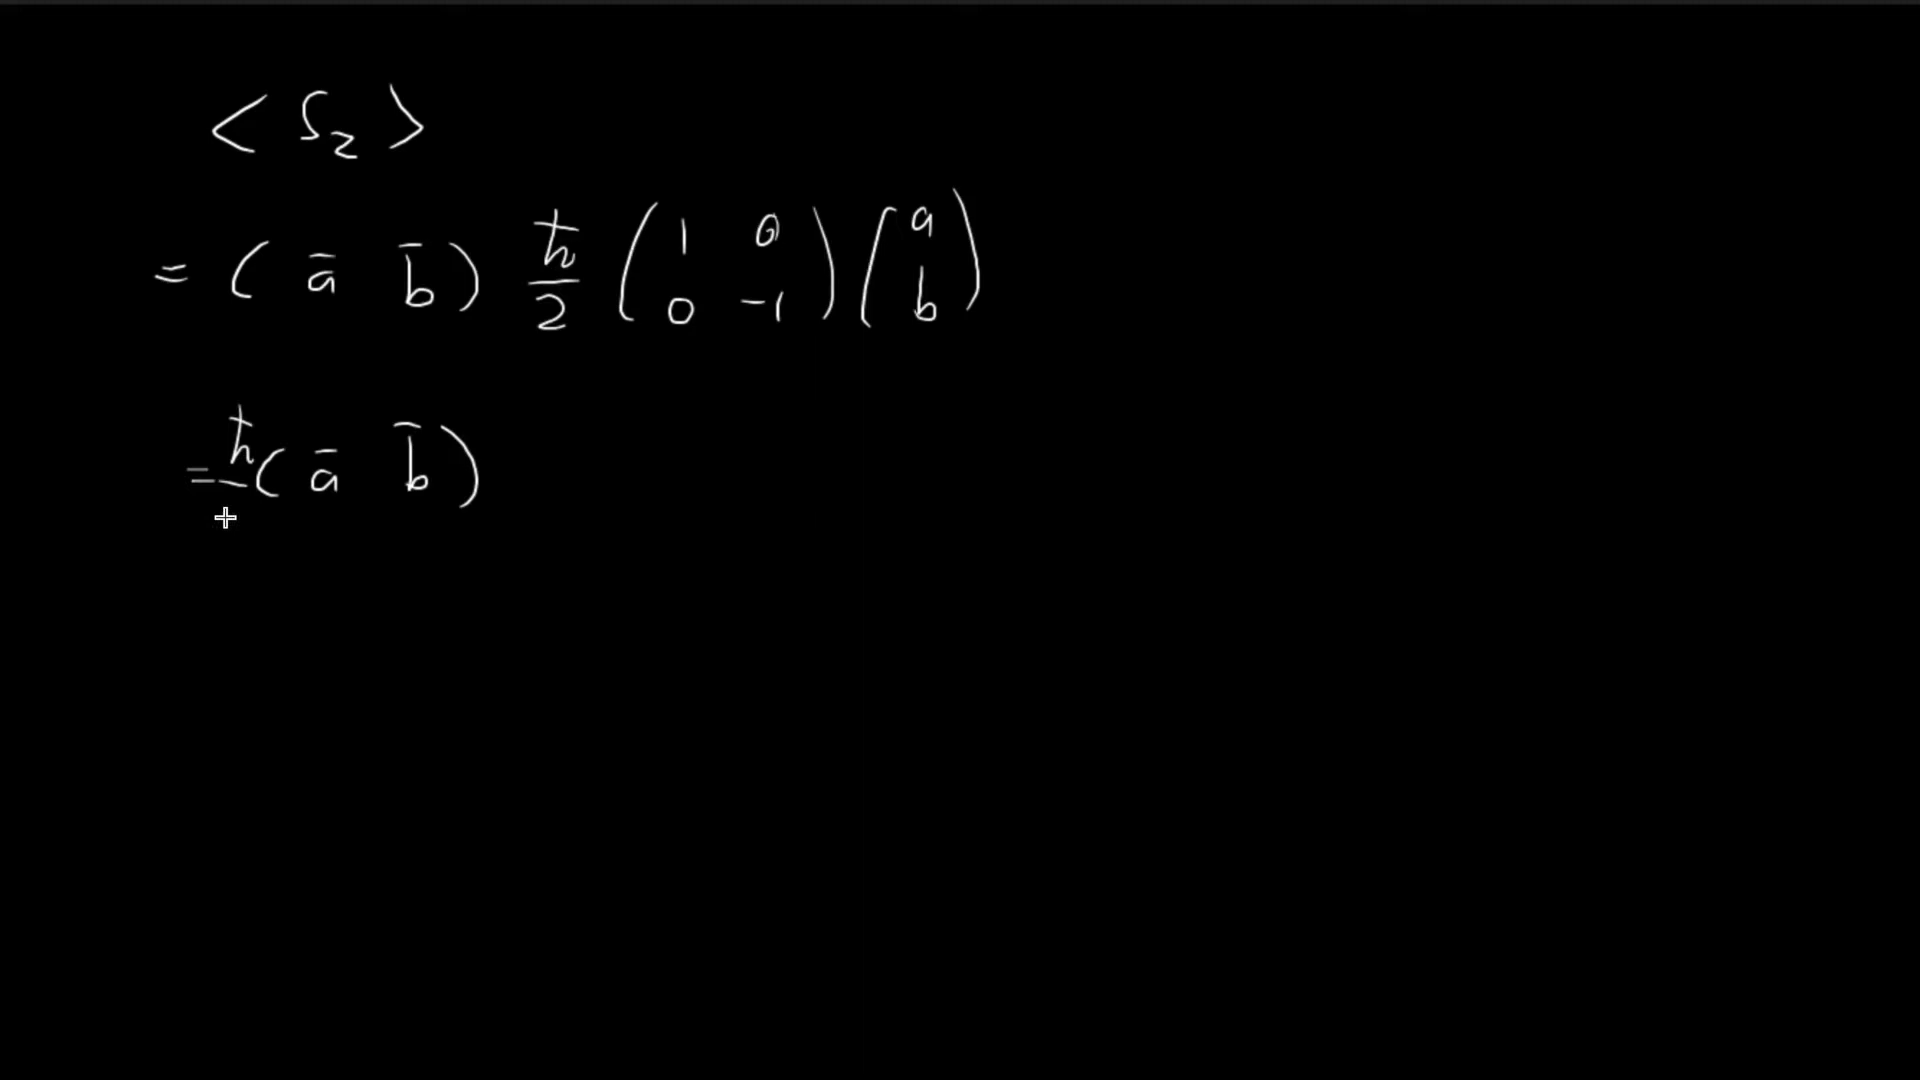 < S_z >
= ( ā b̄ ) ħ/2 ( 1 0 ; 0 -1 ) ( a ; b )
= ħ/ ( ā b̄ )